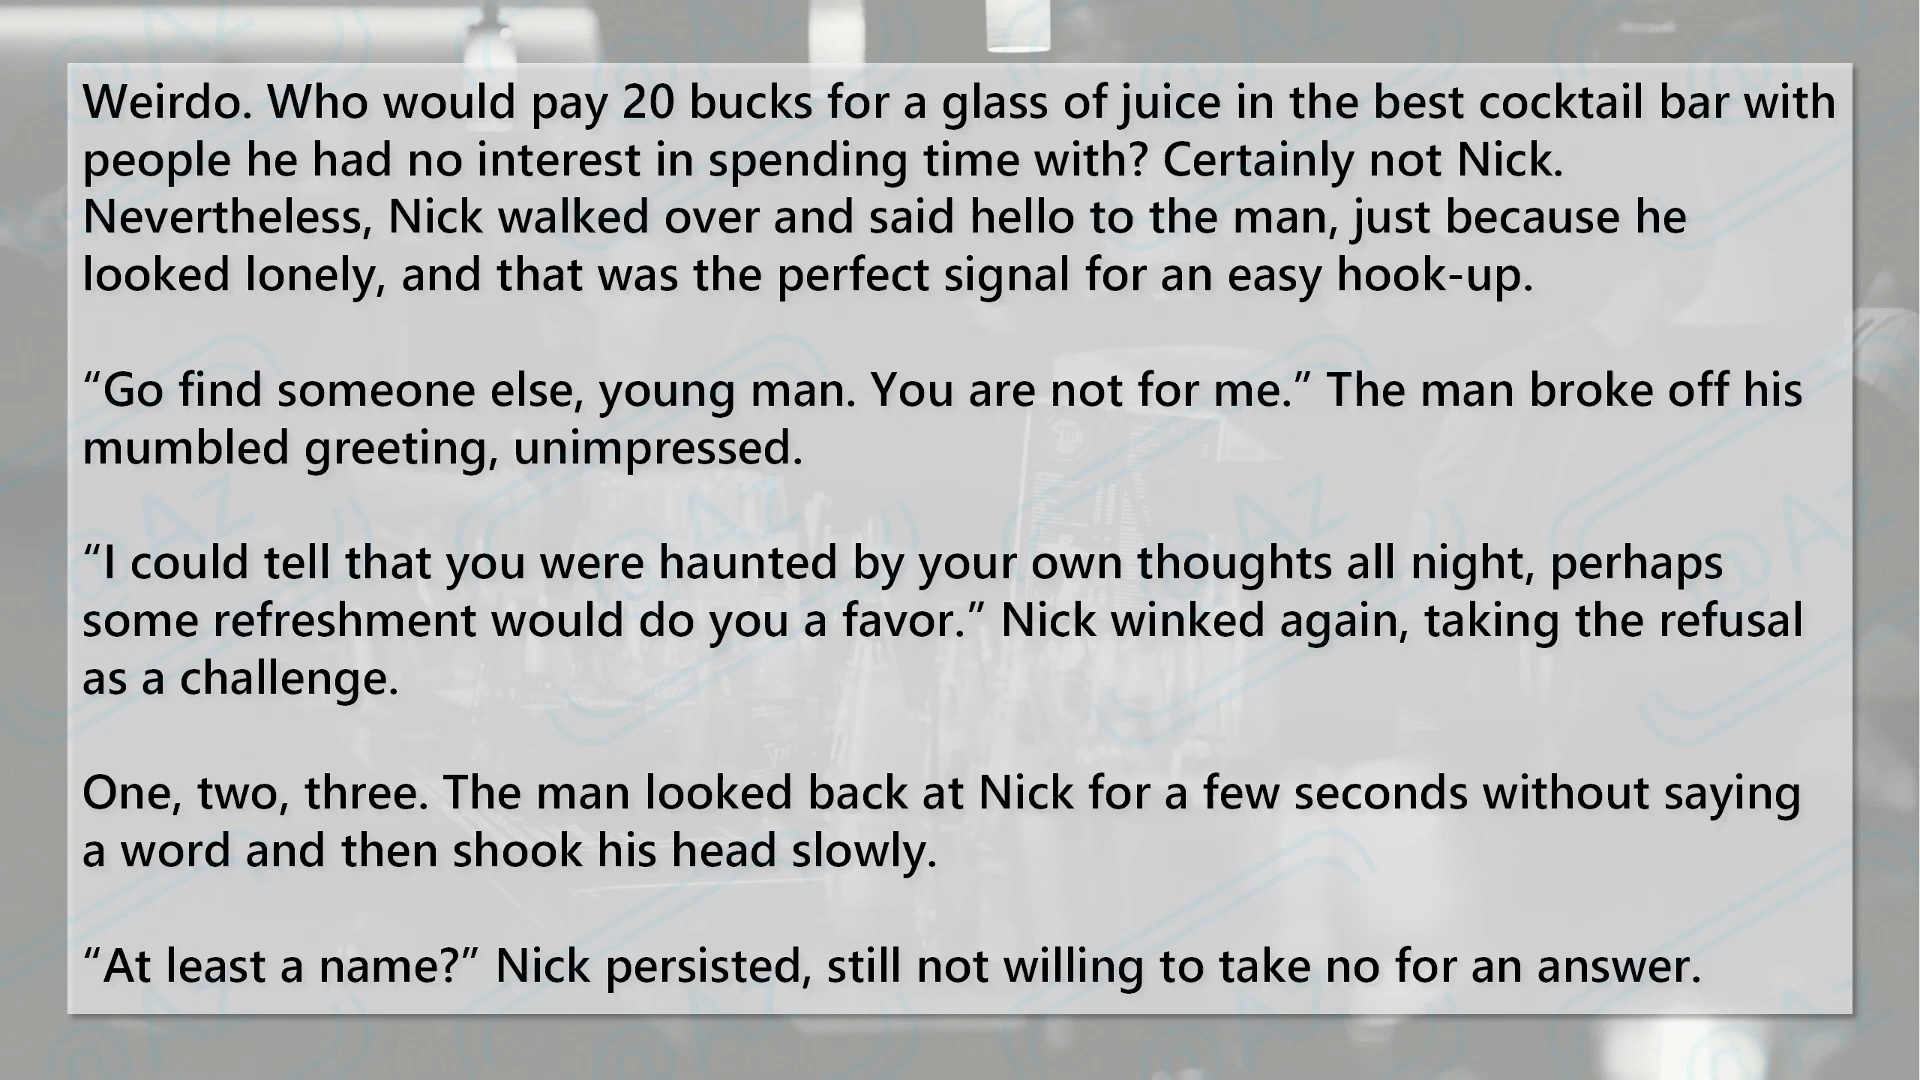 Weirdo. Who would pay 20 bucks for a glass of juice in the best cocktail bar with
people he had no interest in spending time with? Certainly not Nick.
Nevertheless, Nick walked over and said hello to the man, just because he
looked lonely, and that was the perfect signal for an easy hook-up.
“Go find someone else, young man. You are not for me.” The man broke off his
mumbled greeting, unimpressed.
“I could tell that you were haunted by your own thoughts all night, perhaps
some refreshment would do you a favor.” Nick winked again, taking the refusal
as a challenge.
One, two, three. The man looked back at Nick for a few seconds without saying
a word and then shook his head slowly.
“At least a name?” Nick persisted, still not willing to take no for an answer.